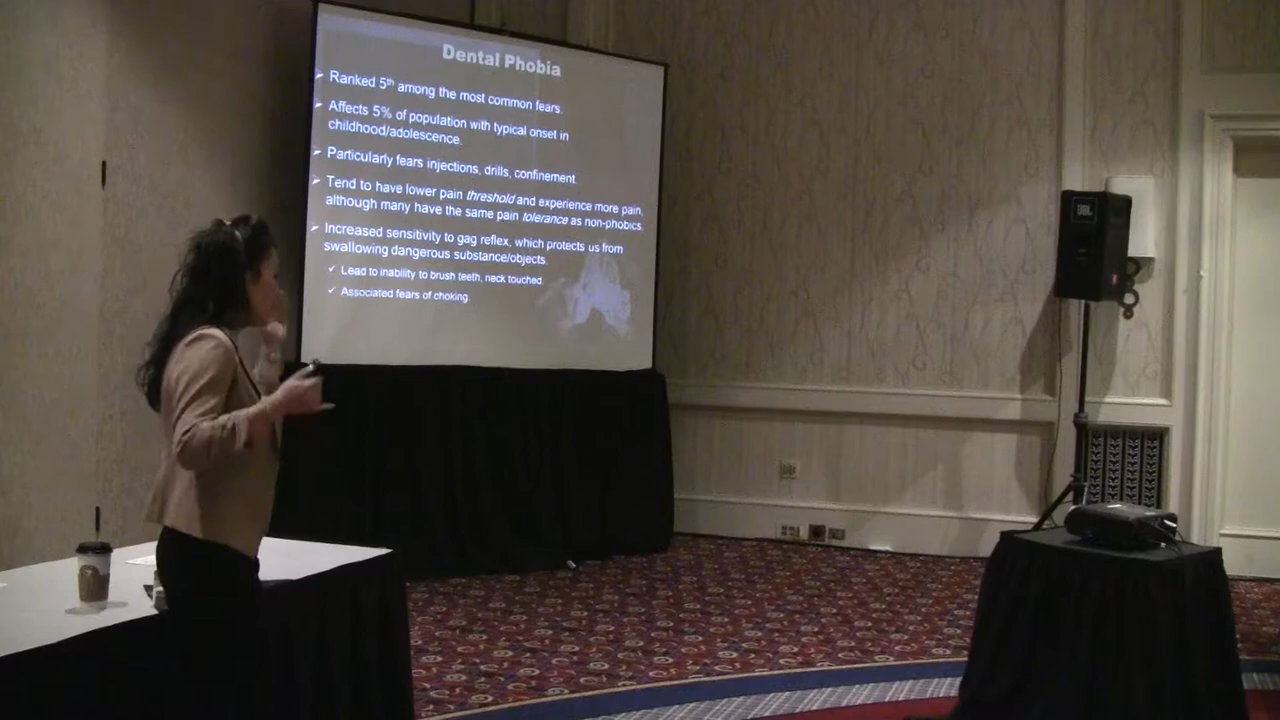 Dental Phobia
Ranked 5th among the most common fears.
Affects 5% of population with typical onset in
childhood/adolescence.
Particularly fears injections, drills, confinement.
Tend to have lower pain threshold and experience more pain,
although many have the same pain tolerance as non-phobics.
Increased sensitivity to gag reflex, which protects us from
swallowing dangerous substance/objects.
Lead to inability to brush teeth, neck touched.
Associated fears of choking
JBL